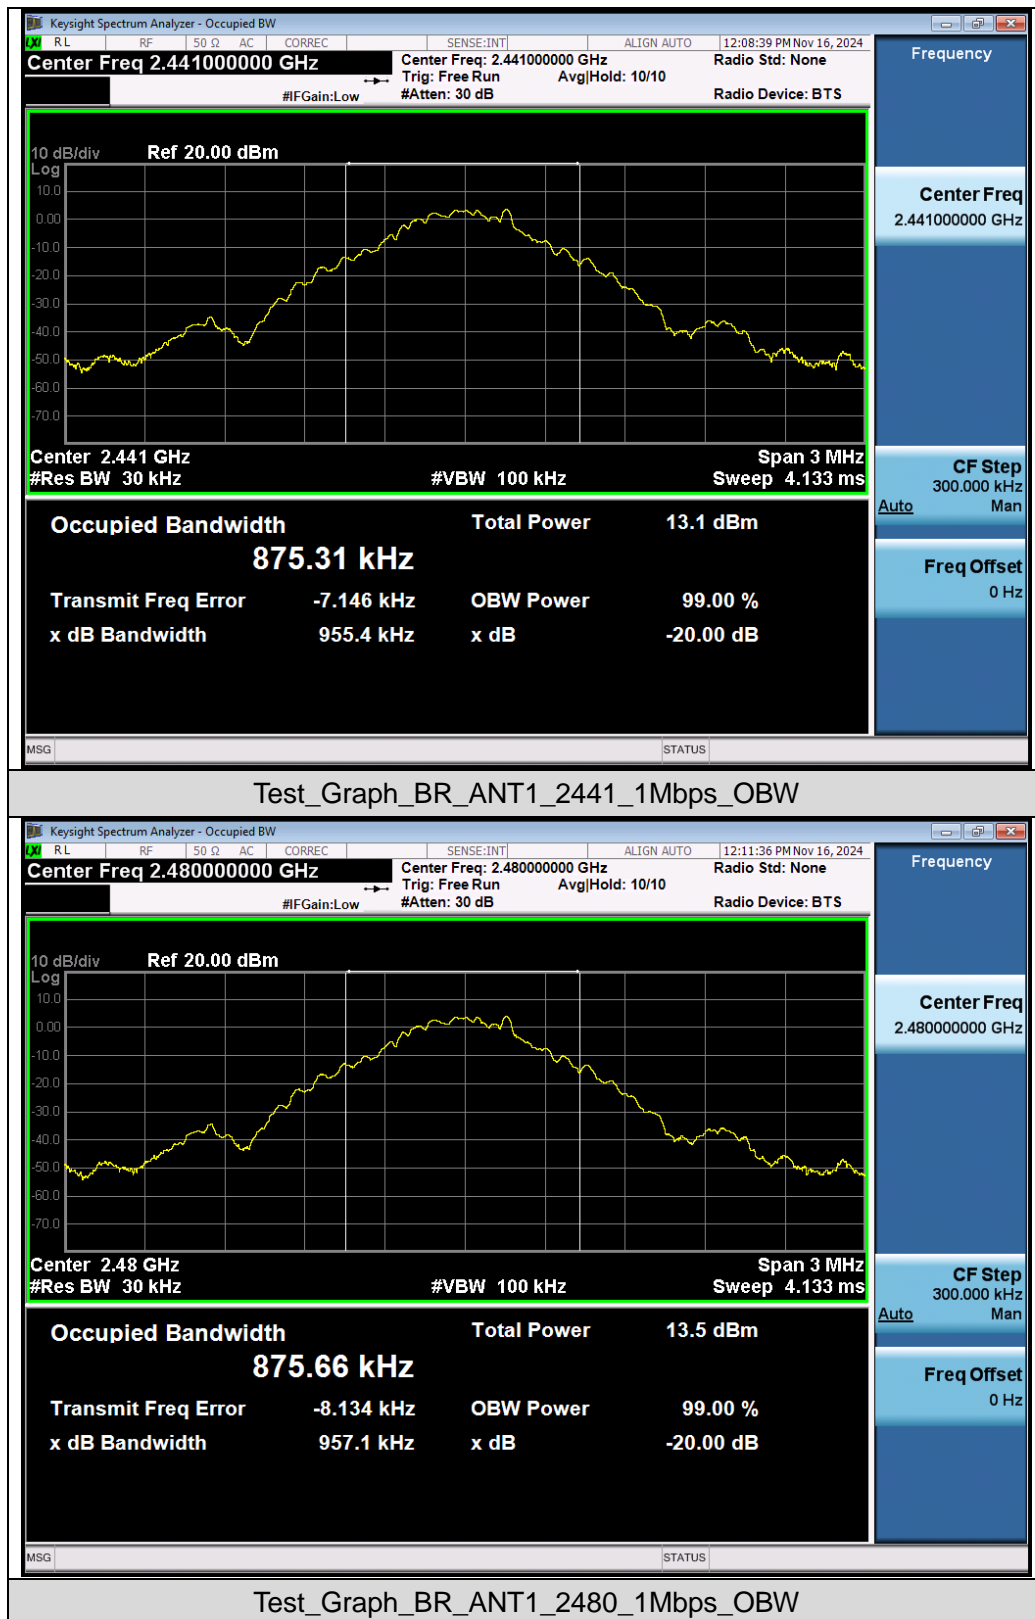 Keysight Spectrum Analyzer - Occupied BW
LXI RL RF 50 Ω AC CORREC SENSE:INT ALIGN AUTO 12:08:39 PM Nov 16, 2024
Center Freq 2.441000000 GHz Center Freq: 2.441000000 GHz Radio Std: None Frequency
Trig: Free Run Avg|Hold: 10/10
#IFGain:Low #Atten: 30 dB Radio Device: BTS
10 dB/div Ref 20.00 dBm
Log
10.0
0.00
-10.0
-20.0
-30.0
-40.0
-50.0
-60.0
-70.0
Center Freq
2.441000000 GHz
Center 2.441 GHz Span 3 MHz
#Res BW 30 kHz #VBW 100 kHz Sweep 4.133 ms
CF Step
300.000 kHz
Auto Man
Occupied Bandwidth Total Power 13.1 dBm
875.31 kHz
Transmit Freq Error -7.146 kHz OBW Power 99.00 %
x dB Bandwidth 955.4 kHz x dB -20.00 dB
Freq Offset
0 Hz
MSG STATUS
Test_Graph_BR_ANT1_2441_1Mbps_OBW
Keysight Spectrum Analyzer - Occupied BW
LXI RL RF 50 Ω AC CORREC SENSE:INT ALIGN AUTO 12:11:36 PM Nov 16, 2024
Center Freq 2.480000000 GHz Center Freq: 2.480000000 GHz Radio Std: None Frequency
Trig: Free Run Avg|Hold: 10/10
#IFGain:Low #Atten: 30 dB Radio Device: BTS
10 dB/div Ref 20.00 dBm
Log
10.0
0.00
-10.0
-20.0
-30.0
-40.0
-50.0
-60.0
-70.0
Center Freq
2.480000000 GHz
Center 2.48 GHz Span 3 MHz
#Res BW 30 kHz #VBW 100 kHz Sweep 4.133 ms
CF Step
300.000 kHz
Auto Man
Occupied Bandwidth Total Power 13.5 dBm
875.66 kHz
Transmit Freq Error -8.134 kHz OBW Power 99.00 %
x dB Bandwidth 957.1 kHz x dB -20.00 dB
Freq Offset
0 Hz
MSG STATUS
Test_Graph_BR_ANT1_2480_1Mbps_OBW